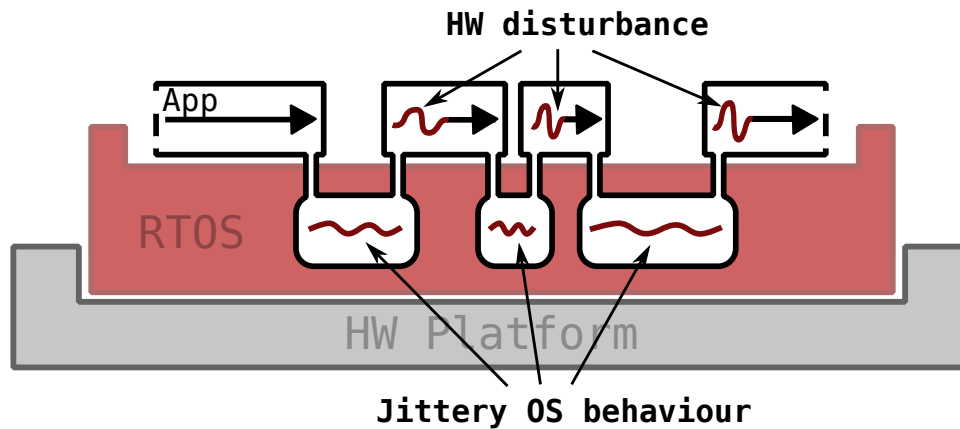 HW disturbance
App
RTOS
HW Platform
Jittery OS behaviour